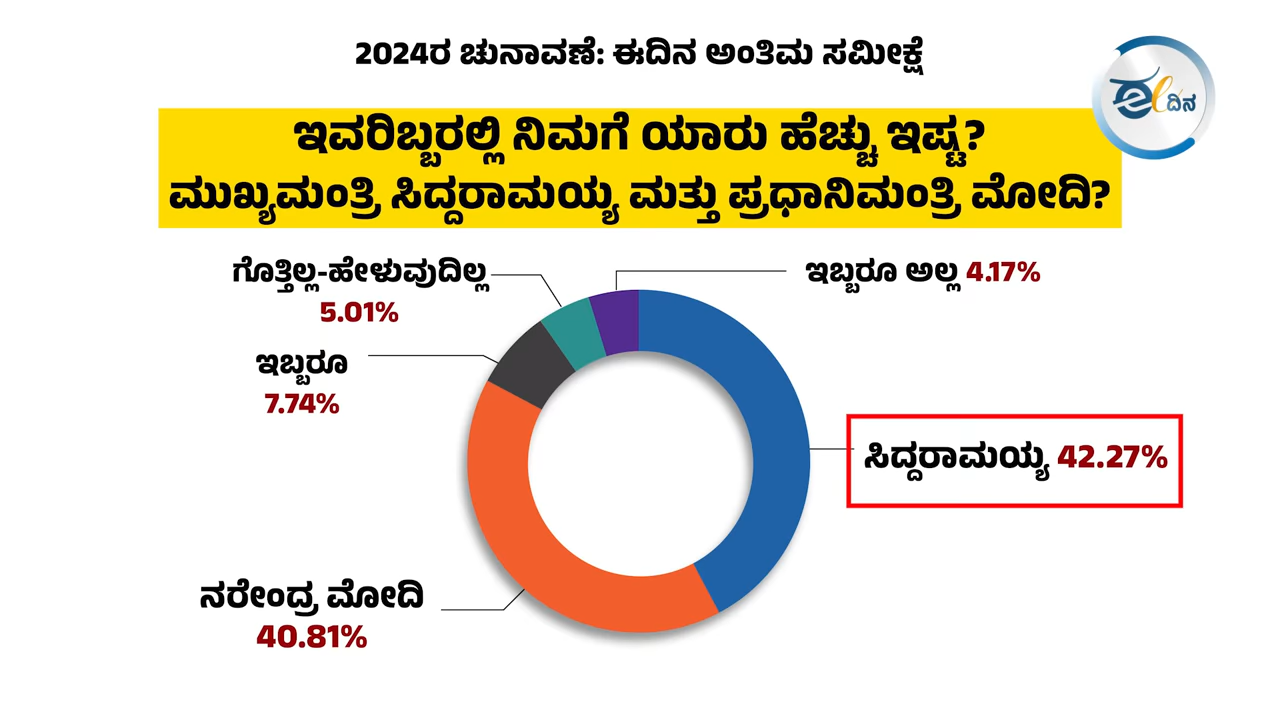 2024ರ ಚುನಾವಣೆ: ಈದಿನ ಅಂತಿಮ ಸಮೀಕ್ಷೆ
ಈದಿನ
ಇವರಿಬ್ಬರಲ್ಲಿ ನಿಮಗೆ ಯಾರು ಹೆಚ್ಚು ಇಷ್ಟ?
ಮುಖ್ಯಮಂತ್ರಿ ಸಿದ್ದರಾಮಯ್ಯ ಮತ್ತು ಪ್ರಧಾನಿಮಂತ್ರಿ ಮೋದಿ?
ಗೊತ್ತಿಲ್ಲ-ಹೇಳುವುದಿಲ್ಲ
5.01%
ಇಬ್ಬರೂ ಅಲ್ಲ 4.17%
ಇಬ್ಬರೂ
7.74%
ಸಿದ್ದರಾಮಯ್ಯ 42.27%
ನರೇಂದ್ರ ಮೋದಿ
40.81%